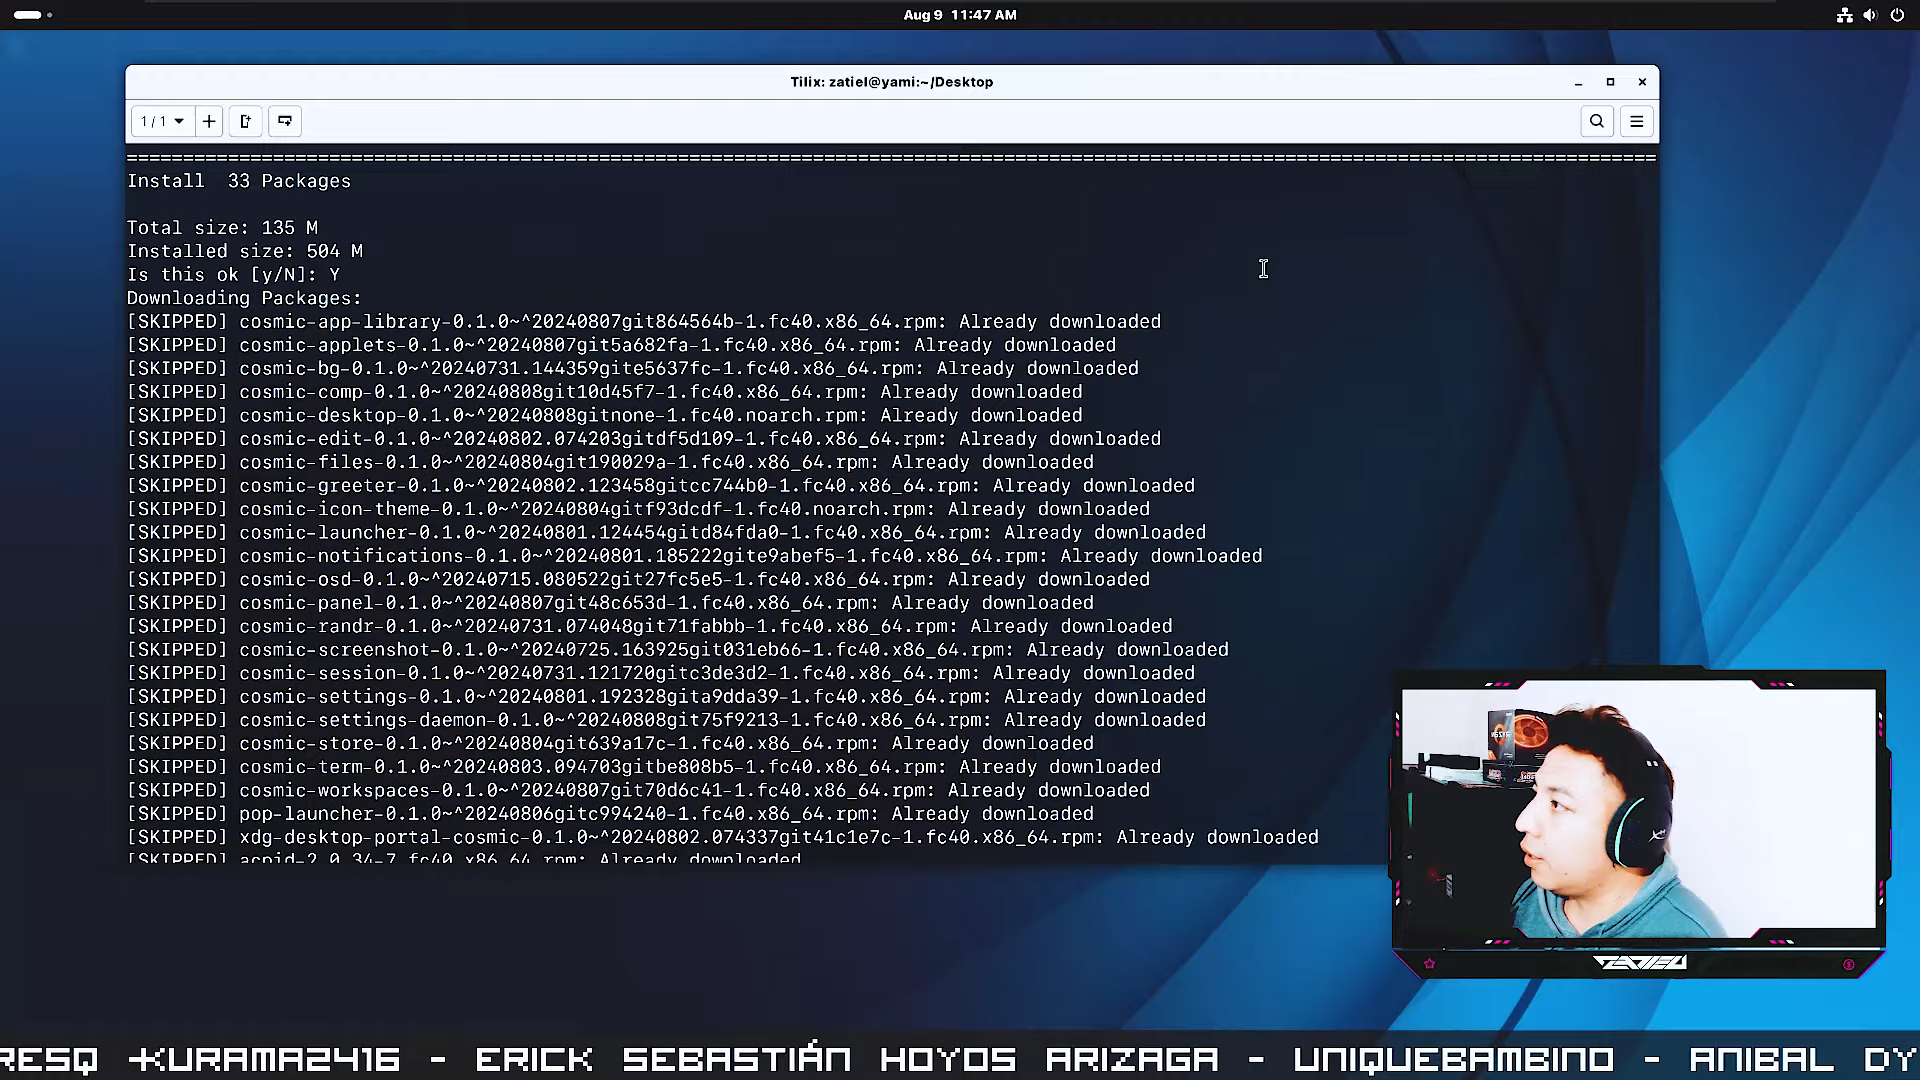 Aug 9 11:47 AM
Tilix: zatiel@yami:~/Desktop
1 / 1
================================================================================
Install  33 Packages
Total size: 135 M
Installed size: 504 M
Is this ok [y/N]: Y
Downloading Packages:
[SKIPPED] cosmic-app-library-0.1.0~^20240807git864564b-1.fc40.x86_64.rpm: Already downloaded
[SKIPPED] cosmic-applets-0.1.0~^20240807git5a682fa-1.fc40.x86_64.rpm: Already downloaded
[SKIPPED] cosmic-bg-0.1.0~^20240731.144359gite5637fc-1.fc40.x86_64.rpm: Already downloaded
[SKIPPED] cosmic-comp-0.1.0~^20240808git10d45f7-1.fc40.x86_64.rpm: Already downloaded
[SKIPPED] cosmic-desktop-0.1.0~^20240808gitnone-1.fc40.noarch.rpm: Already downloaded
[SKIPPED] cosmic-edit-0.1.0~^20240802.074203gitdf5d109-1.fc40.x86_64.rpm: Already downloaded
[SKIPPED] cosmic-files-0.1.0~^20240804git190029a-1.fc40.x86_64.rpm: Already downloaded
[SKIPPED] cosmic-greeter-0.1.0~^20240802.123458gitcc744b0-1.fc40.x86_64.rpm: Already downloaded
[SKIPPED] cosmic-icon-theme-0.1.0~^20240804gitf93dcdf-1.fc40.noarch.rpm: Already downloaded
[SKIPPED] cosmic-launcher-0.1.0~^20240801.124454gitd84fda0-1.fc40.x86_64.rpm: Already downloaded
[SKIPPED] cosmic-notifications-0.1.0~^20240801.185222gite9abef5-1.fc40.x86_64.rpm: Already downloaded
[SKIPPED] cosmic-osd-0.1.0~^20240715.080522git27fc5e5-1.fc40.x86_64.rpm: Already downloaded
[SKIPPED] cosmic-panel-0.1.0~^20240807git48c653d-1.fc40.x86_64.rpm: Already downloaded
[SKIPPED] cosmic-randr-0.1.0~^20240731.074048git71fabbb-1.fc40.x86_64.rpm: Already downloaded
[SKIPPED] cosmic-screenshot-0.1.0~^20240725.163925git031eb66-1.fc40.x86_64.rpm: Already downloaded
[SKIPPED] cosmic-session-0.1.0~^20240731.121720gitc3de3d2-1.fc40.x86_64.rpm: Already downloaded
[SKIPPED] cosmic-settings-0.1.0~^20240801.192328gita9dda39-1.fc40.x86_64.rpm: Already downloaded
[SKIPPED] cosmic-settings-daemon-0.1.0~^20240808git75f9213-1.fc40.x86_64.rpm: Already downloaded
[SKIPPED] cosmic-store-0.1.0~^20240804git639a17c-1.fc40.x86_64.rpm: Already downloaded
[SKIPPED] cosmic-term-0.1.0~^20240803.094703gitbe808b5-1.fc40.x86_64.rpm: Already downloaded
[SKIPPED] cosmic-workspaces-0.1.0~^20240807git70d6c41-1.fc40.x86_64.rpm: Already downloaded
[SKIPPED] pop-launcher-0.1.0~^20240806gitc994240-1.fc40.x86_64.rpm: Already downloaded
[SKIPPED] xdg-desktop-portal-cosmic-0.1.0~^20240802.074337git41c1e7c-1.fc40.x86_64.rpm: Already downloaded
[SKIPPED] acpid-2.0.34-7.fc40.x86_64.rpm: Already downloaded
ZATIEL
RESQ -KURAMA2416 - ERICK SEBASTIÁN HOYOS ARIZAGA - UNIQUEBAMBINO - ANIBAL DY